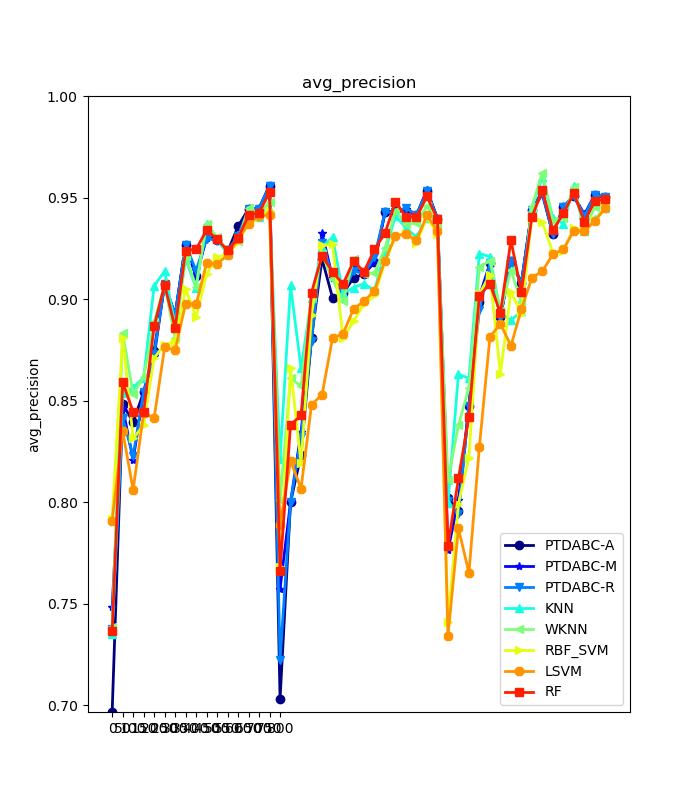 avg_precision
1.00
0.95
0.90
0.85
0.80
0.75
0.70
avg_precision
PTDABC-A
PTDABC-M
PTDABC-R
KNN
WKNN
RBF_SVM
LSVM
RF